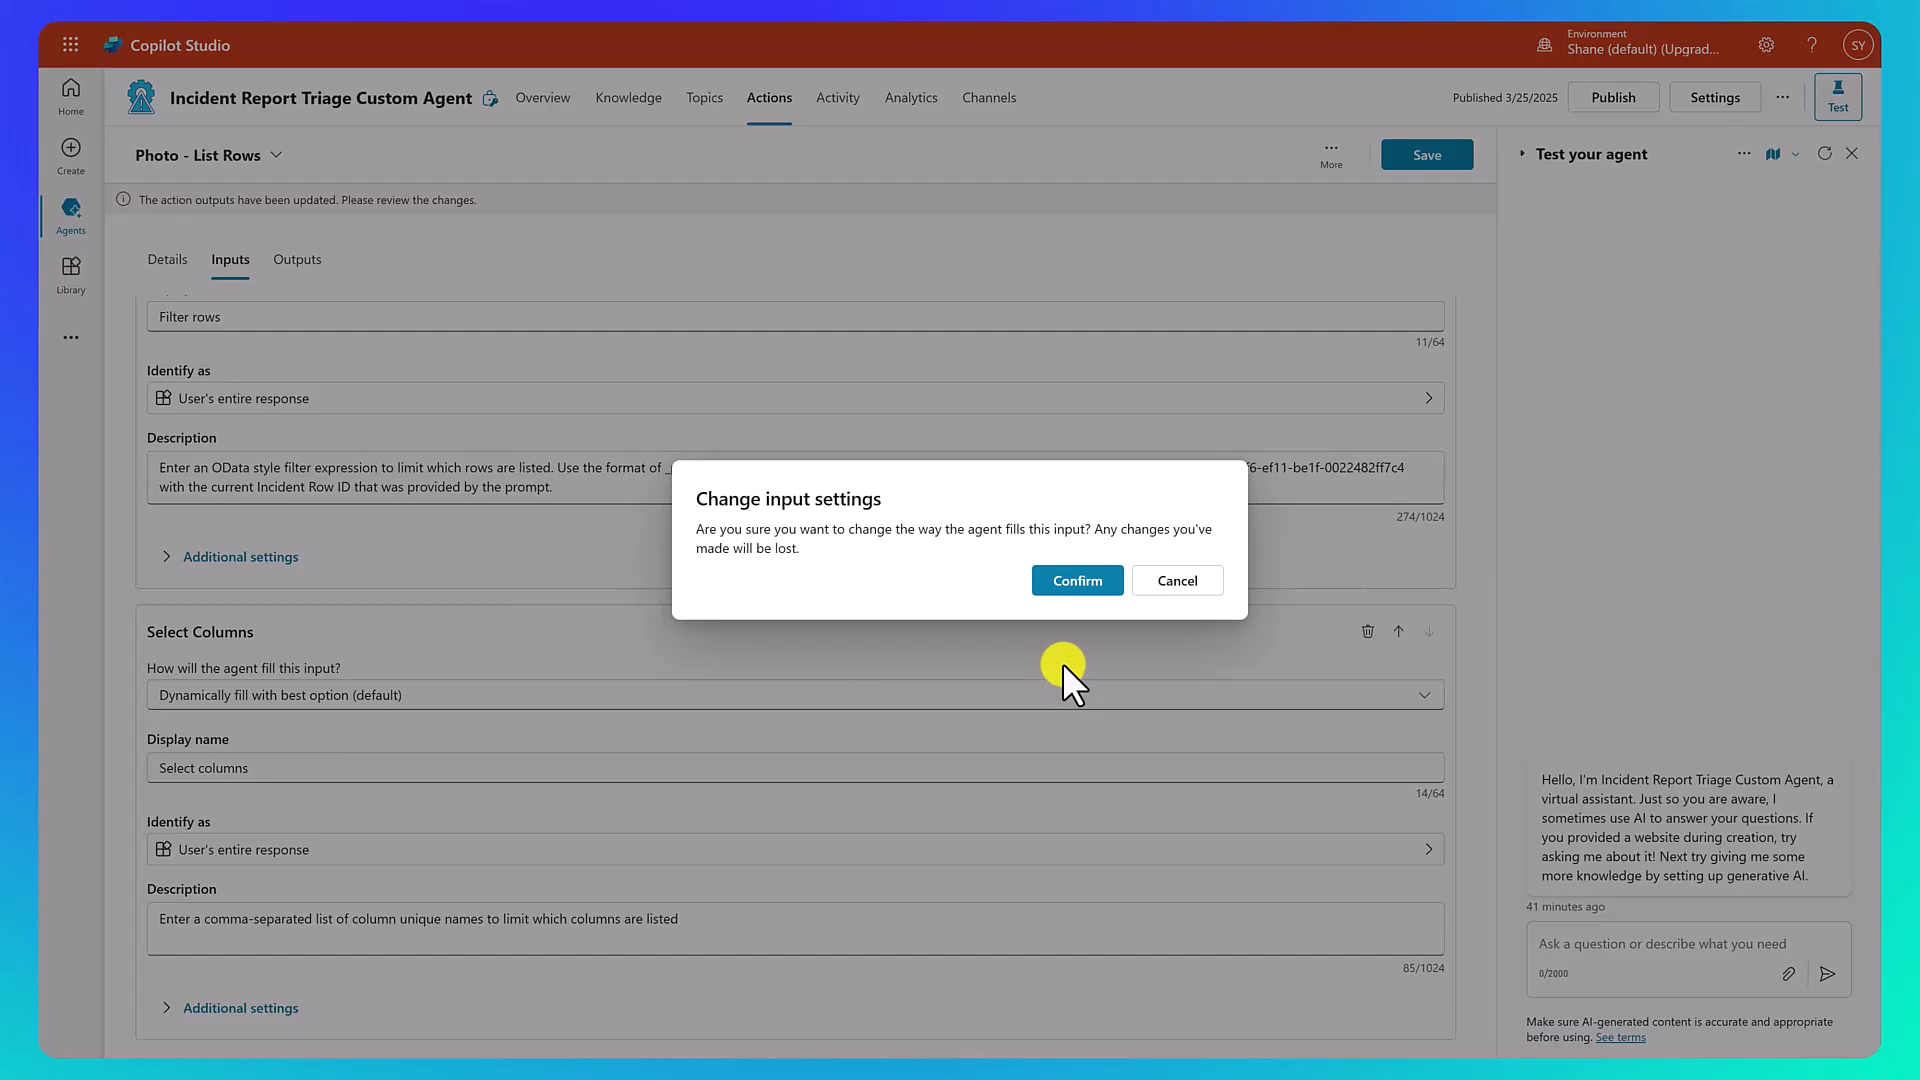 Copilot Studio
Environment
Shane (default) (Upgrad...
SY
Home
Create
Agents
Library
Incident Report Triage Custom Agent
Overview
Knowledge
Topics
Actions
Activity
Analytics
Channels
Published 3/25/2025
Publish
Settings
Test
Photo - List Rows
More
Save
The action outputs have been updated. Please review the changes.
Details
Inputs
Outputs
Filter rows
11/64
Identify as
User's entire response
Description
Enter an OData style filter expression to limit which rows are listed. Use the format of
-ef11-be1f-0022482ff7c4
with the current Incident Row ID that was provided by the prompt.
274/1024
Additional settings
Change input settings
Are you sure you want to change the way the agent fills this input? Any changes you've
made will be lost.
Confirm
Cancel
Select Columns
How will the agent fill this input?
Dynamically fill with best option (default)
Display name
Select columns
14/64
Identify as
User's entire response
Description
Enter a comma-separated list of column unique names to limit which columns are listed
85/1024
Additional settings
Test your agent
Hello, I'm Incident Report Triage Custom Agent, a
virtual assistant. Just so you are aware, I
sometimes use AI to answer your questions. If
you provided a website during creation, try
asking me about it! Next try giving me some
more knowledge by setting up generative AI.
41 minutes ago
Ask a question or describe what you need
0/2000
Make sure AI-generated content is accurate and appropriate
before using. See terms